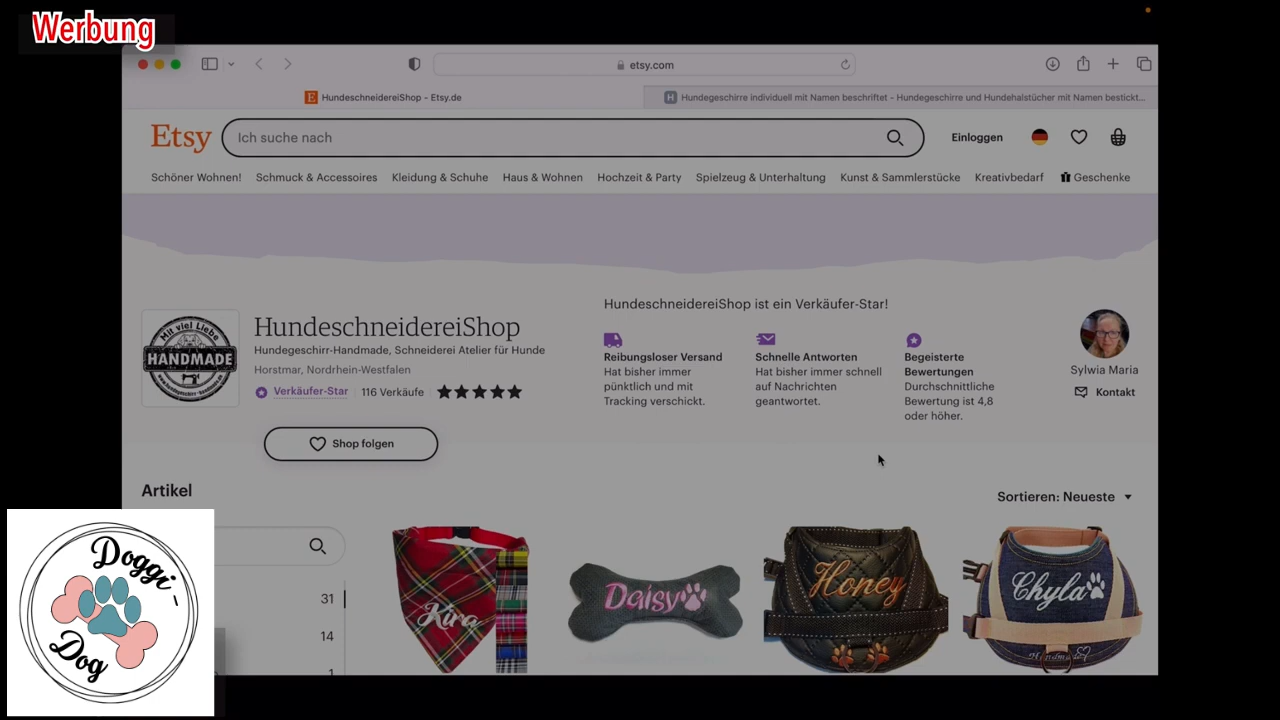 Werbung
etsy.com
HundeschneidereiShop - Etsy.de
Hundegeschirre individuell mit Namen beschriftet - Hundegeschirre und Hundehalstücher mit Namen bestickt...
Etsy
Ich suche nach
Einloggen
Schöner Wohnen!
Schmuck & Accessoires
Kleidung & Schuhe
Haus & Wohnen
Hochzeit & Party
Spielzeug & Unterhaltung
Kunst & Sammlerstücke
Kreativbedarf
Geschenke
Mit viel Liebe
HANDMADE
HundeschneidereiShop
Hundegeschirr-Handmade, Schneiderei Atelier für Hunde
Horstmar, Nordrhein-Westfalen
Verkäufer-Star
116 Verkäufe
Shop folgen
HundeschneidereiShop ist ein Verkäufer-Star!
Reibungsloser Versand
Hat bisher immer
pünktlich und mit
Tracking verschickt.
Schnelle Antworten
Hat bisher immer schnell
auf Nachrichten
geantwortet.
Begeisterte
Bewertungen
Durchschnittliche
Bewertung ist 4,8
oder höher.
Sylwia Maria
Kontakt
Artikel
Sortieren: Neueste
31
14
1
Kira
Daisy
Honey
Chyla
Handmade
Doggi -
Dog